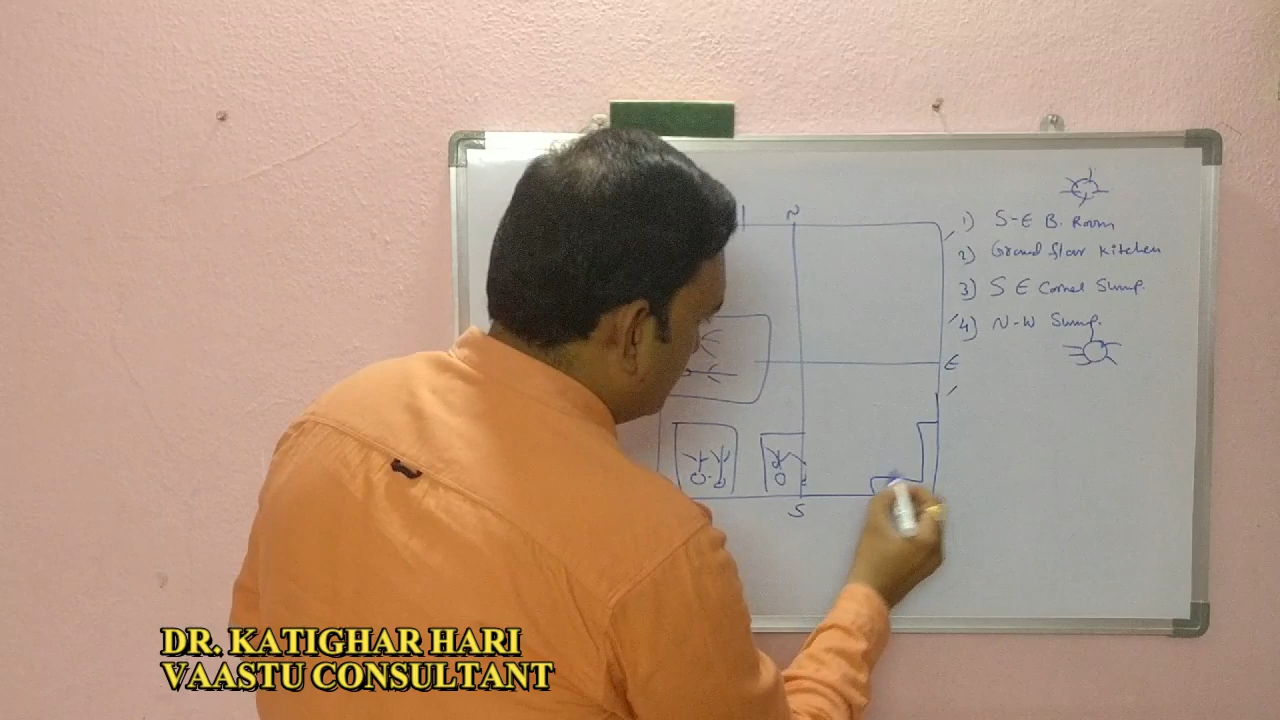 N
1) S-E B. Room
2) Ground floor Kitchen
3) S E Corner Sump.
4) N-W Sump.
E
S
DR. KATIGHAR HARI
VAASTU CONSULTANT